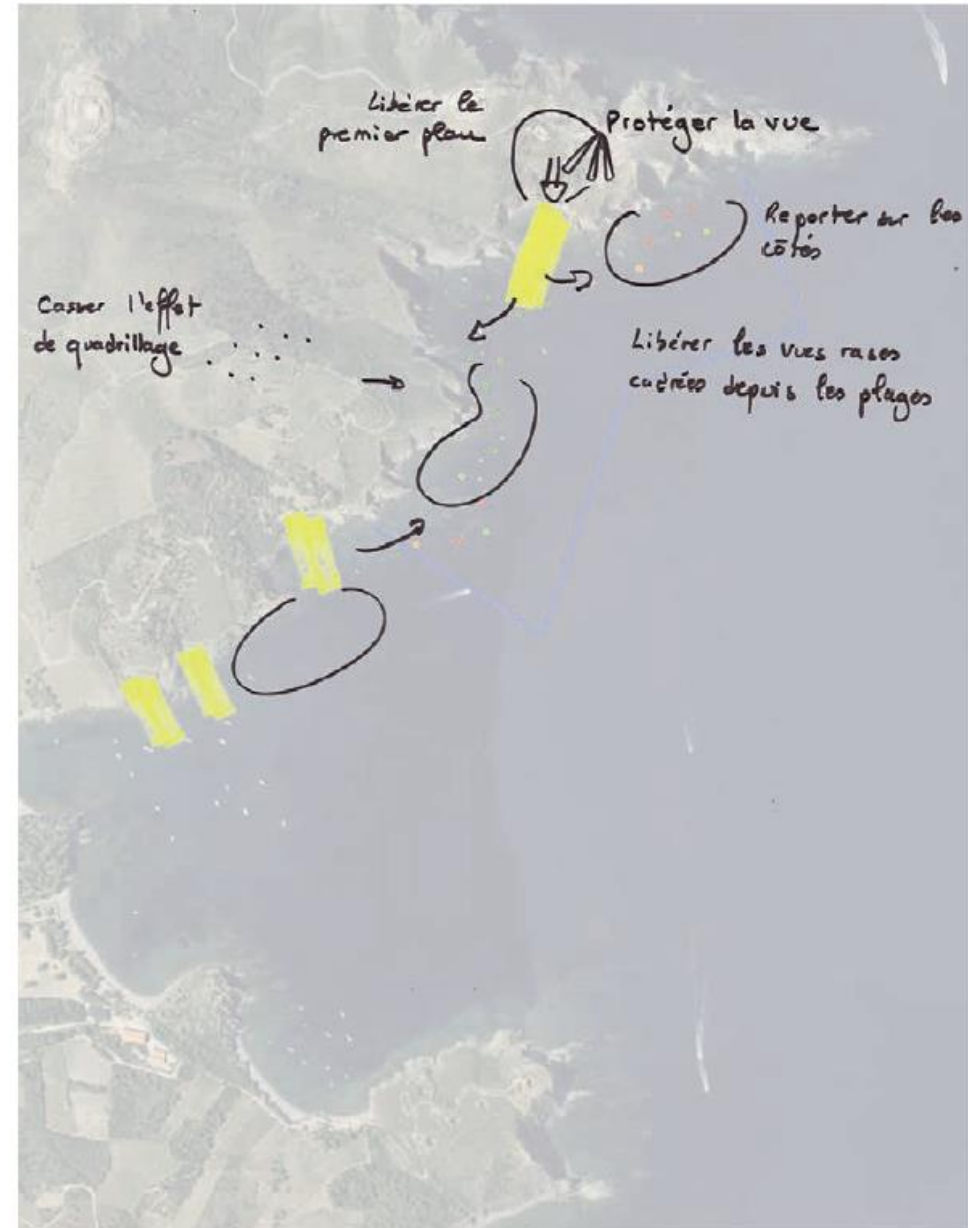 Libérer le
premier plan
Protéger la vue
Reporter sur les
côtés
Casser l'effet
de quadrillage
Libérer les vues rases
cadrées depuis les plages